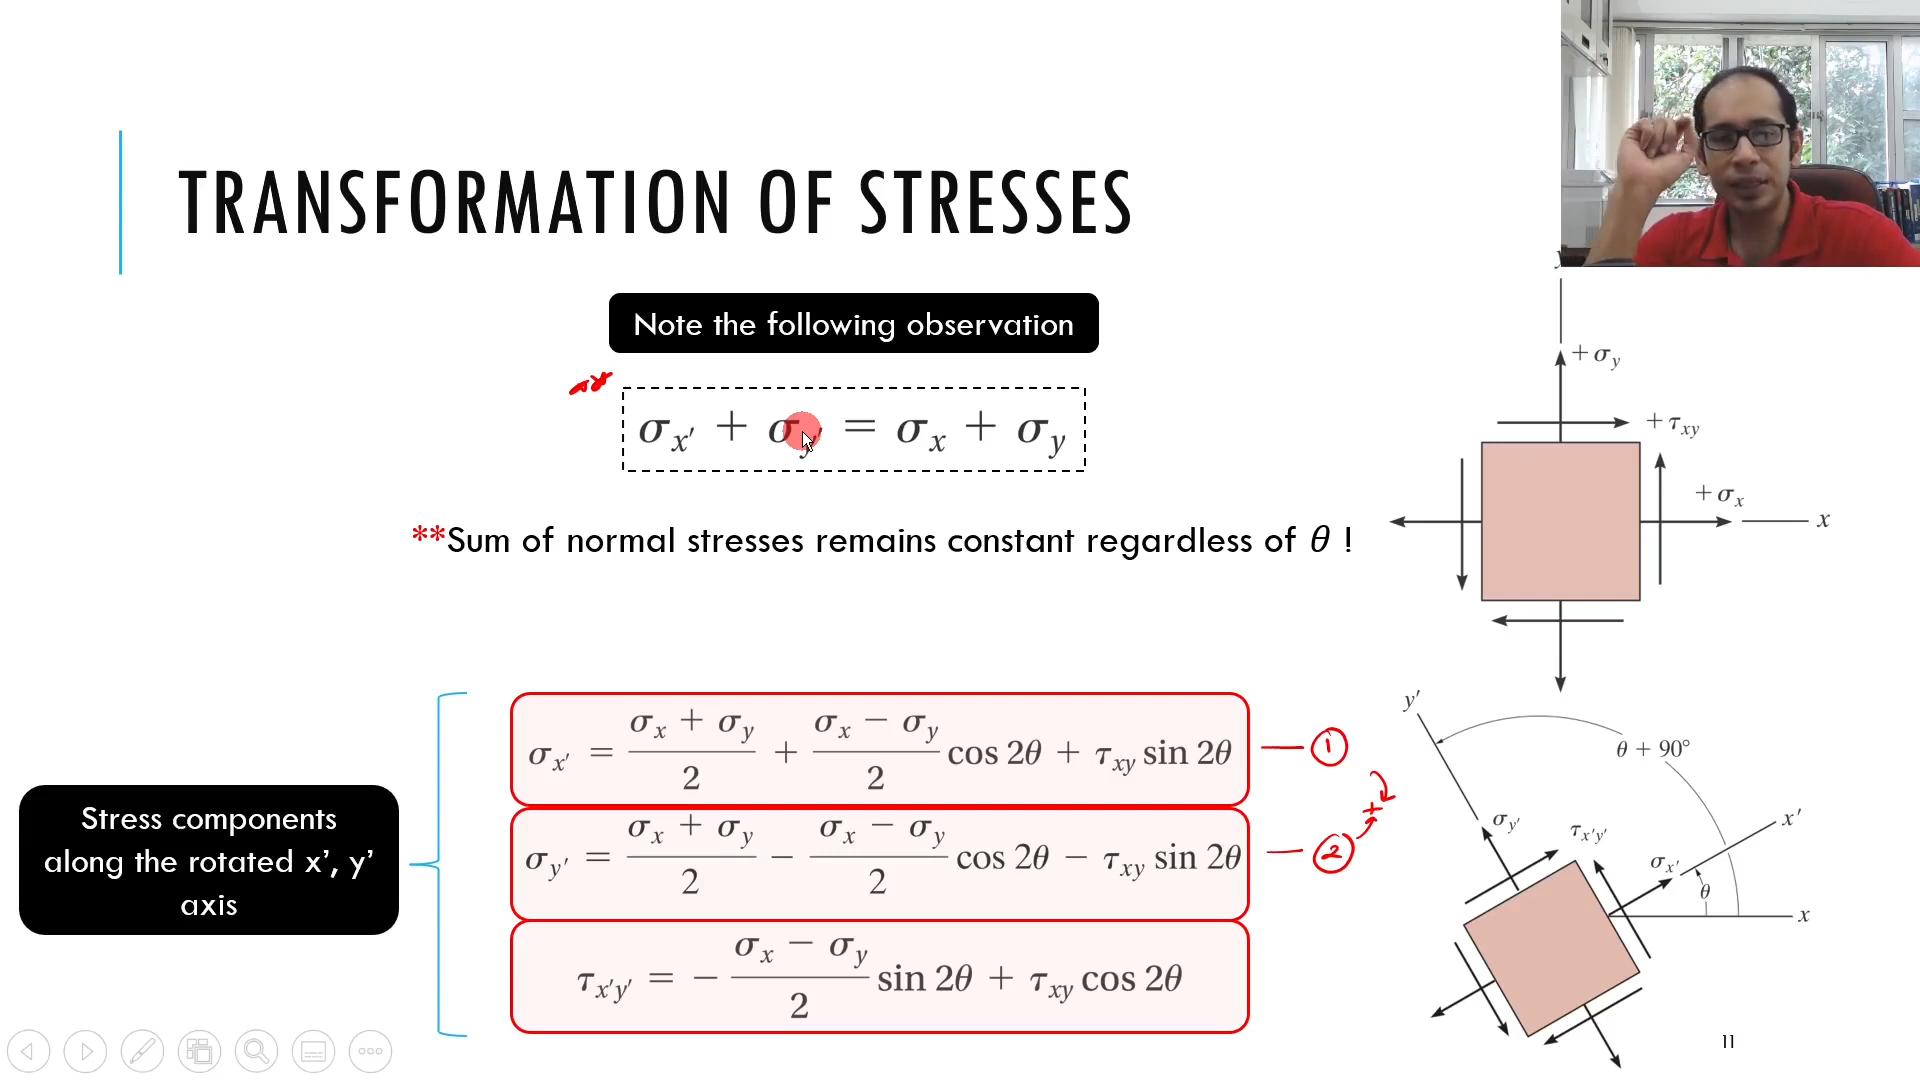 TRANSFORMATION OF STRESSES
Note the following observation
σx′ + σy′ = σx + σy
**Sum of normal stresses remains constant regardless of θ !
Stress components
along the rotated x’, y’
axis
σx′ = (σx + σy)/2 + (σx − σy)/2 cos 2θ + τxy sin 2θ
1
σy′ = (σx + σy)/2 − (σx − σy)/2 cos 2θ − τxy sin 2θ
2
+
τx′y′ = − (σx − σy)/2 sin 2θ + τxy cos 2θ
+ σy
+ τxy
+ σx
x
y′
θ + 90°
x′
σy′
τx′y′
σx′
θ
x
11